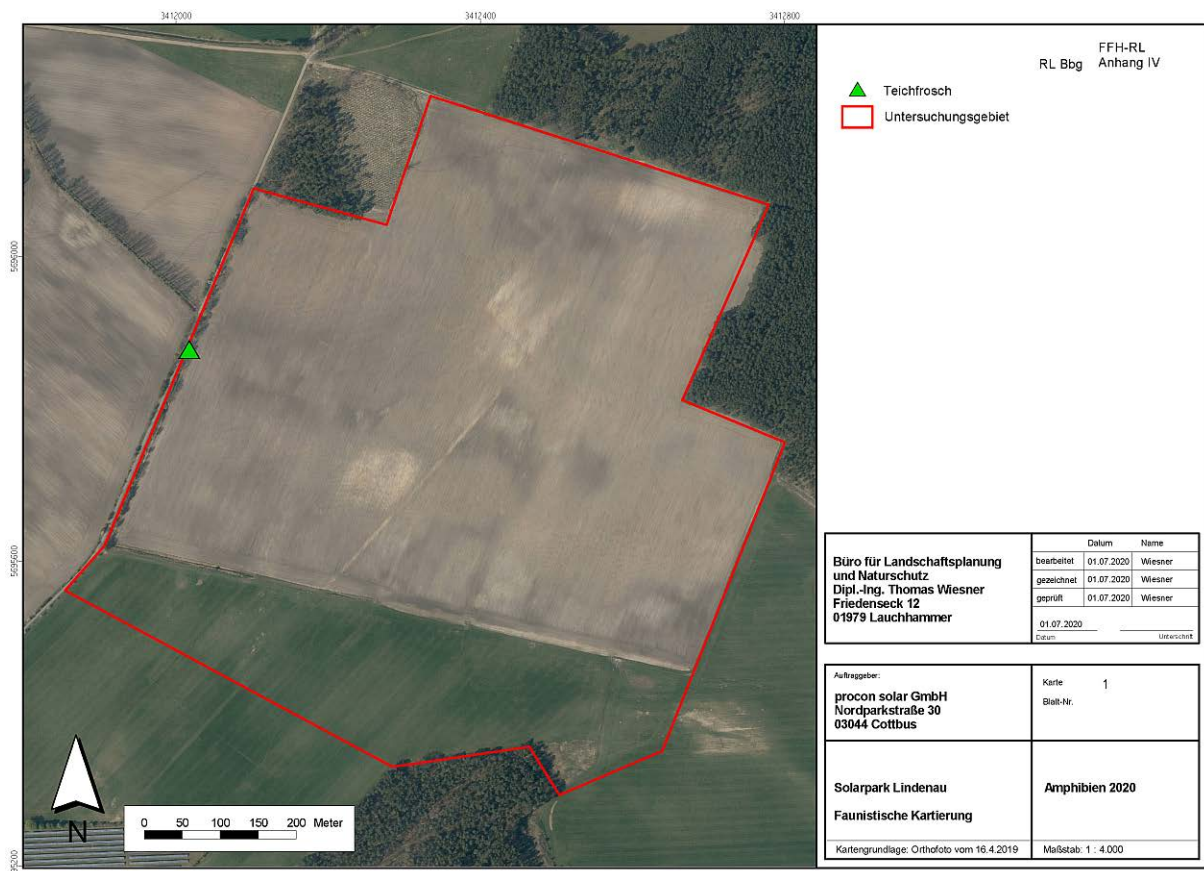 3412000
3412400
3412800
5696000
5695600
95200
N
0 50 100 150 200 Meter
FFH-RL
RL Bbg Anhang IV
Teichfrosch
Untersuchungsgebiet
Büro für Landschaftsplanung
und Naturschutz
Dipl.-Ing. Thomas Wiesner
Friedenseck 12
01979 Lauchhammer
Datum Name
bearbeitet 01.07.2020 Wiesner
gezeichnet 01.07.2020 Wiesner
geprüft 01.07.2020 Wiesner
01.07.2020
Datum Unterschrift
Auftraggeber:
procon solar GmbH
Nordparkstraße 30
03044 Cottbus
Karte 1
Blatt-Nr.
Solarpark Lindenau
Faunistische Kartierung
Amphibien 2020
Kartengrundlage: Orthofoto vom 16.4.2019
Maßstab: 1 : 4.000